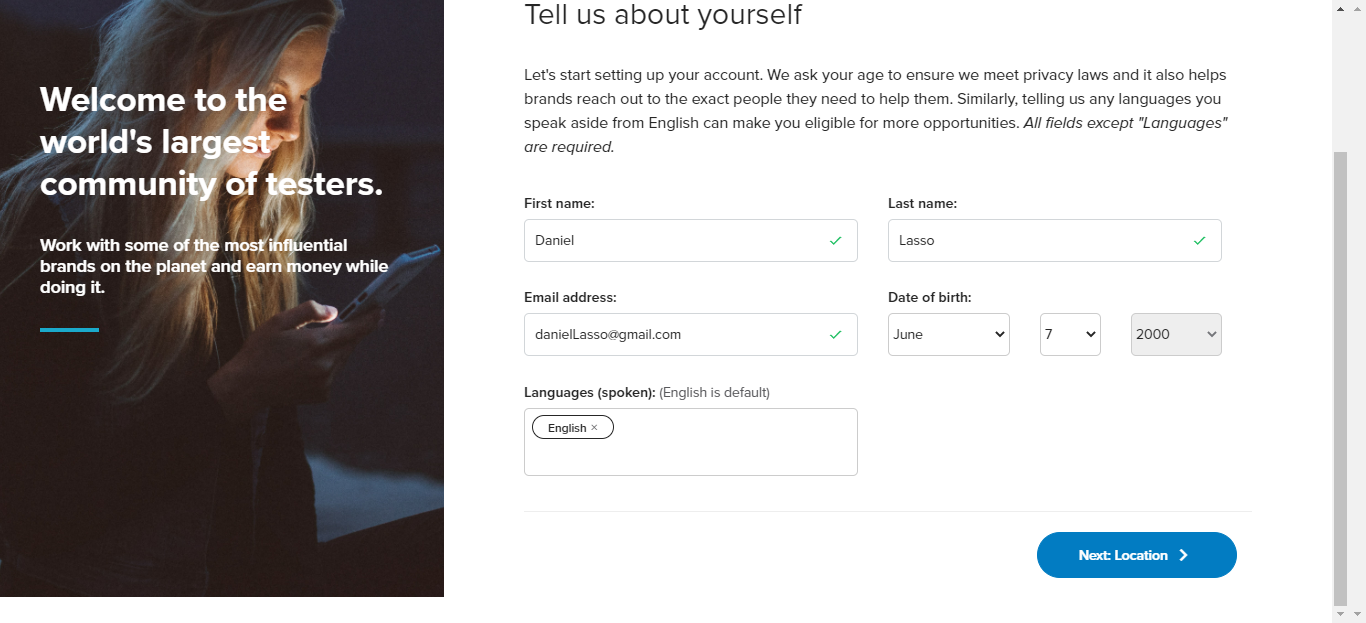 Welcome to the
world's largest
community of testers.
Work with some of the most influential
brands on the planet and earn money while
doing it.
Tell us about yourself
Let's start setting up your account. We ask your age to ensure we meet privacy laws and it also helps
brands reach out to the exact people they need to help them. Similarly, telling us any languages you
speak aside from English can make you eligible for more opportunities. All fields except "Languages"
are required.
First name:
Last name:
Daniel
Lasso
Email address:
Date of birth:
danielLasso@gmail.com
June
7
2000
Languages (spoken): (English is default)
English ×
Next: Location